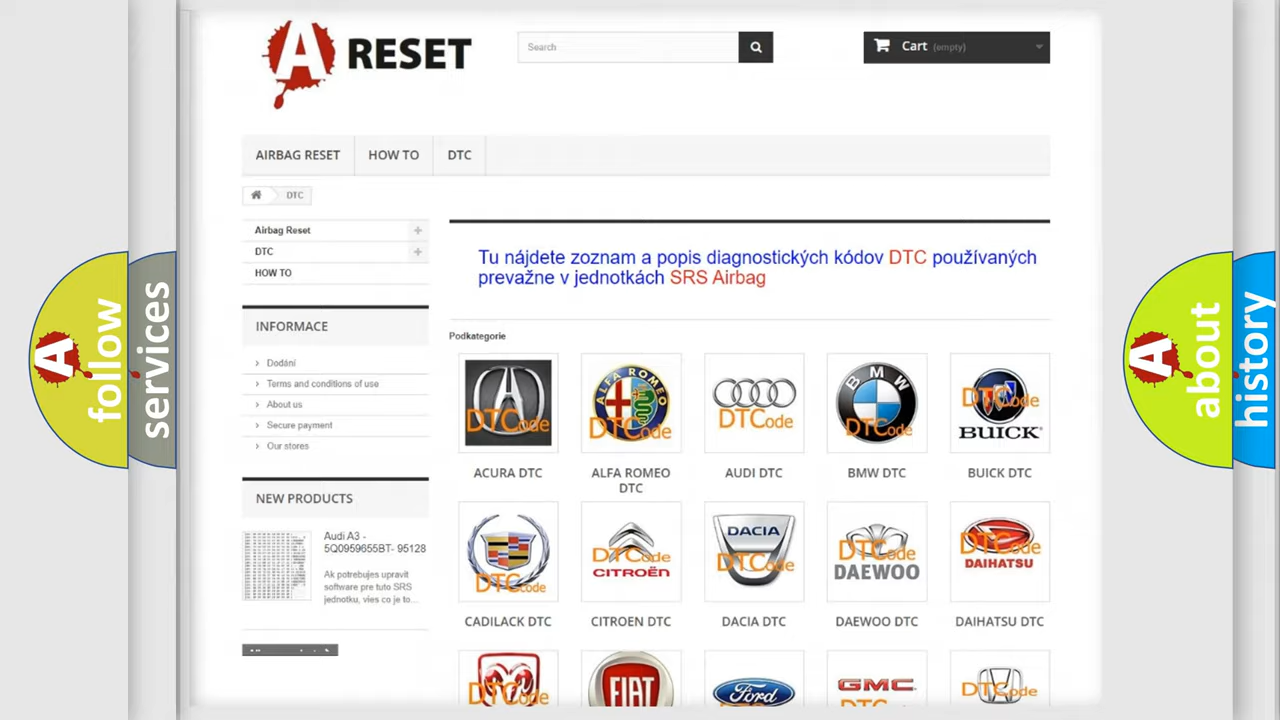 A RESET
Search
Cart (empty)
AIRBAG RESET
HOW TO
DTC
DTC
Airbag Reset
DTC
HOW TO
INFORMACE
Dodání
Terms and conditions of use
About us
Secure payment
Our stores
NEW PRODUCTS
Audi A3 -
5Q0959655BT- 95128
Ak potrebujes upravit
software pre tuto SRS
jednotku, vies co je to...
Tu nájdete zoznam a popis diagnostických kódov DTC používaných
prevažne v jednotkách SRS Airbag
Podkategorie
DTCode
ALFA ROMEO
DTCode
DTCode
BMW
DTCode
DTCode
BUICK
ACURA DTC
ALFA ROMEO
DTC
AUDI DTC
BMW DTC
BUICK DTC
DTCode
DTCode
CITROËN
DACIA
DTCode
DTCode
DAEWOO
DTCode
DAIHATSU
CADILACK DTC
CITROEN DTC
DACIA DTC
DAEWOO DTC
DAIHATSU DTC
DTCode
FIAT
Ford
GMC
DTCode
A follow
services
A about
history